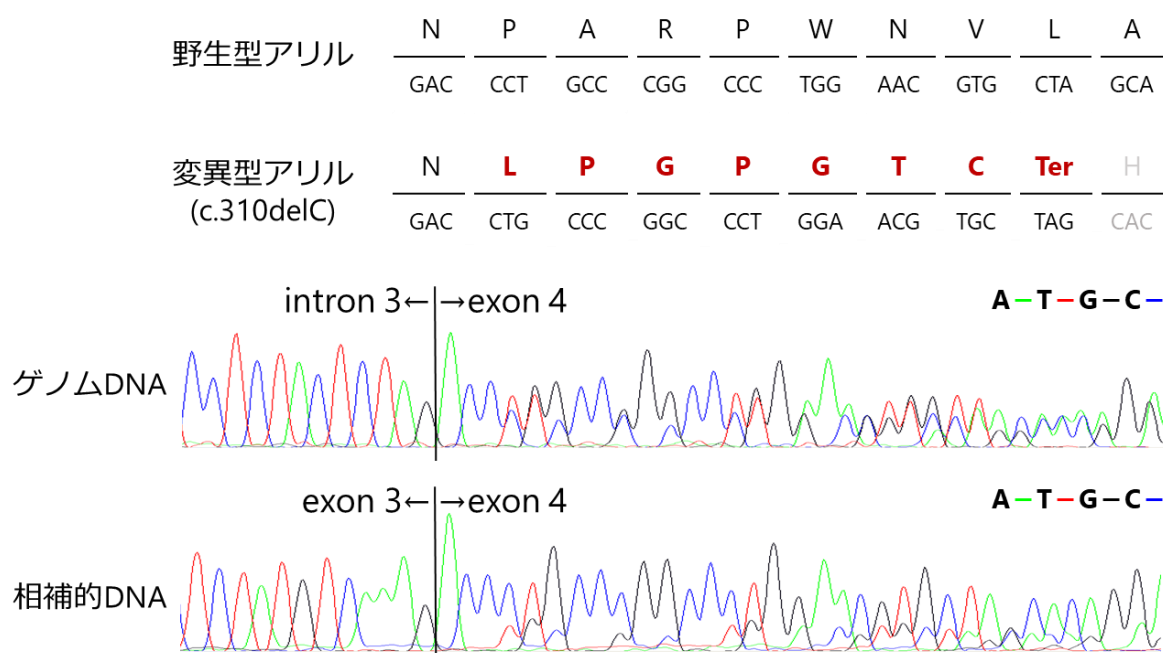 N P A R P W N V L A
野生型アリル
GAC CCT GCC CGG CCC TGG AAC GTG CTA GCA
N L P G P G T C Ter H
変異型アリル
(c.310delC)
GAC CTG CCC GGC CCT GGA ACG TGC TAG CAC
intron 3←→exon 4
A–T–G–C–
ゲノムDNA
exon 3←→exon 4
A–T–G–C–
相補的DNA